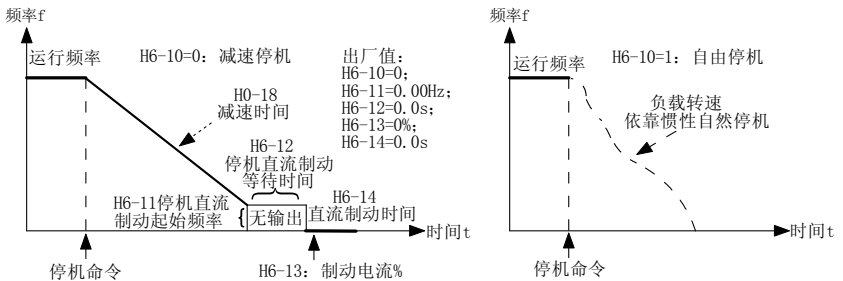 频率f
运行频率
H6-10=0：减速停机
H0-18
减速时间
出厂值：
H6-10=0；
H6-11=0.00Hz；
H6-12=0.0s；
H6-13=0%；
H6-14=0.0s
H6-12
停机直流制动
等待时间
H6-11停机直流
制动起始频率
无输出
H6-14
直流制动时间
时间t
停机命令
H6-13：制动电流%
频率f
运行频率
H6-10=1：自由停机
负载转速
依靠惯性自然停机
时间t
停机命令